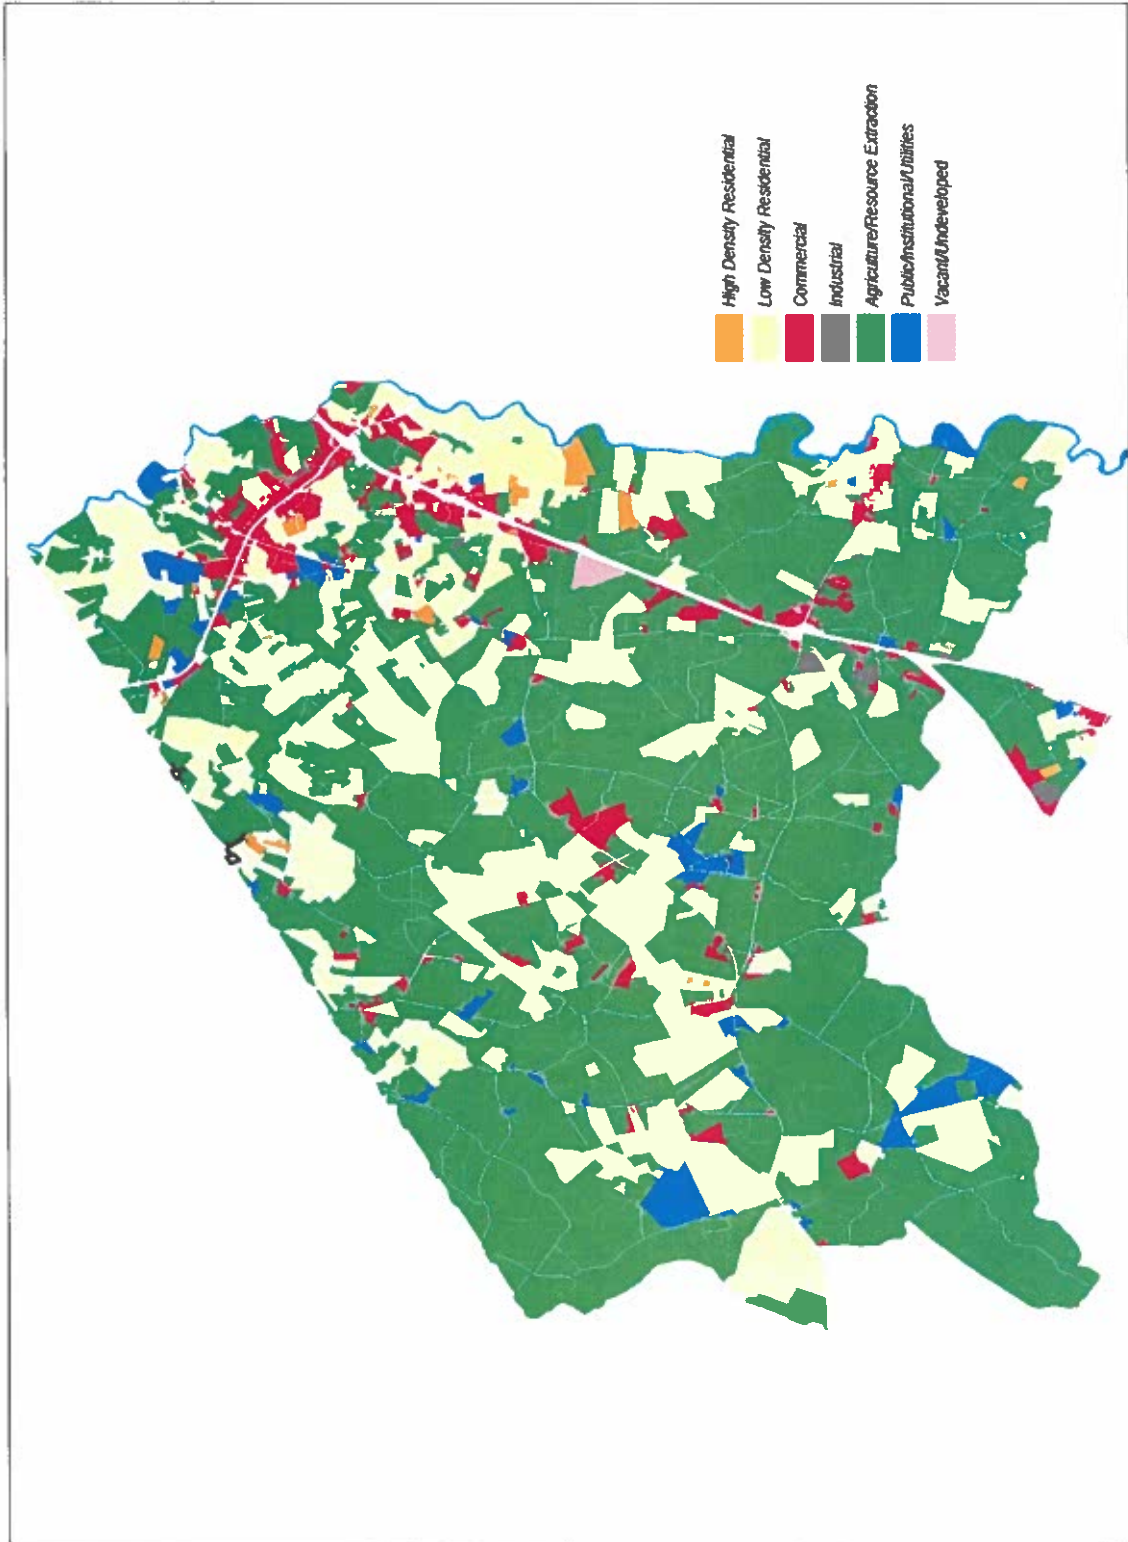 High Density Residential
Low Density Residential
Commercial
Industrial
Agriculture/Resource Extraction
Public/Institutional/Utilities
Vacant/Undeveloped